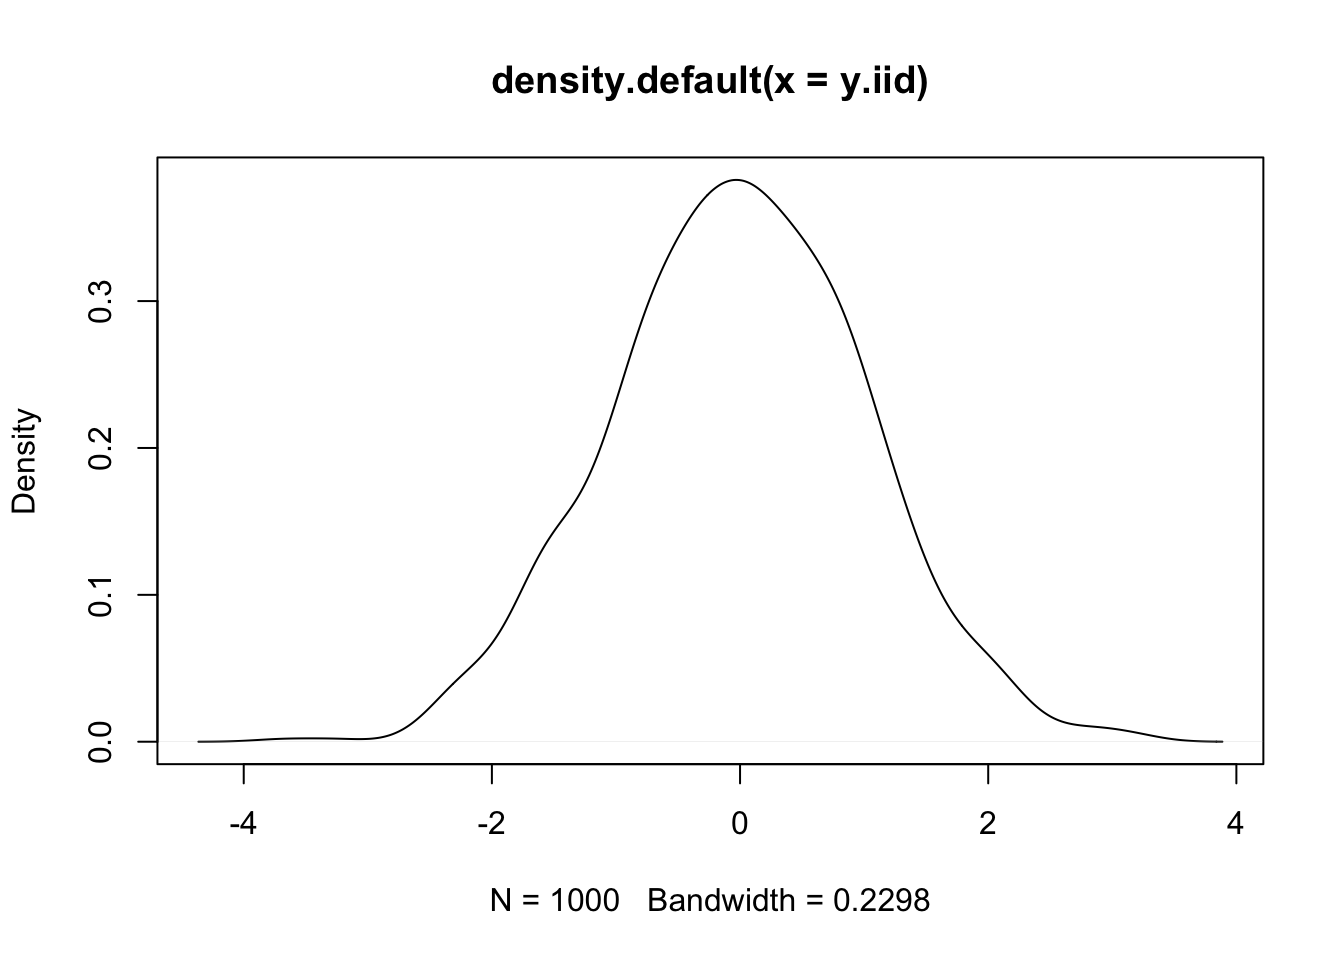 density.default(x = y.iid)
Density
0.3
0.2
0.1
0.0
-4 -2 0 2 4
N = 1000 Bandwidth = 0.2298